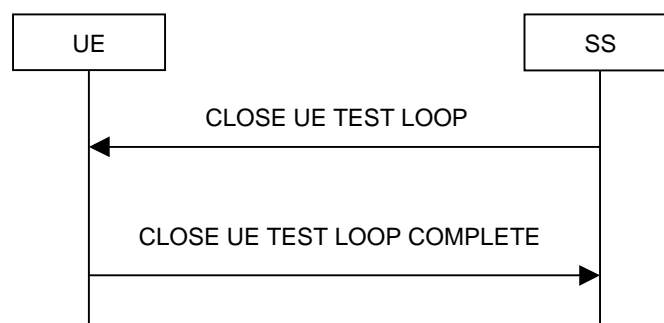 UE
SS
CLOSE UE TEST LOOP
CLOSE UE TEST LOOP COMPLETE